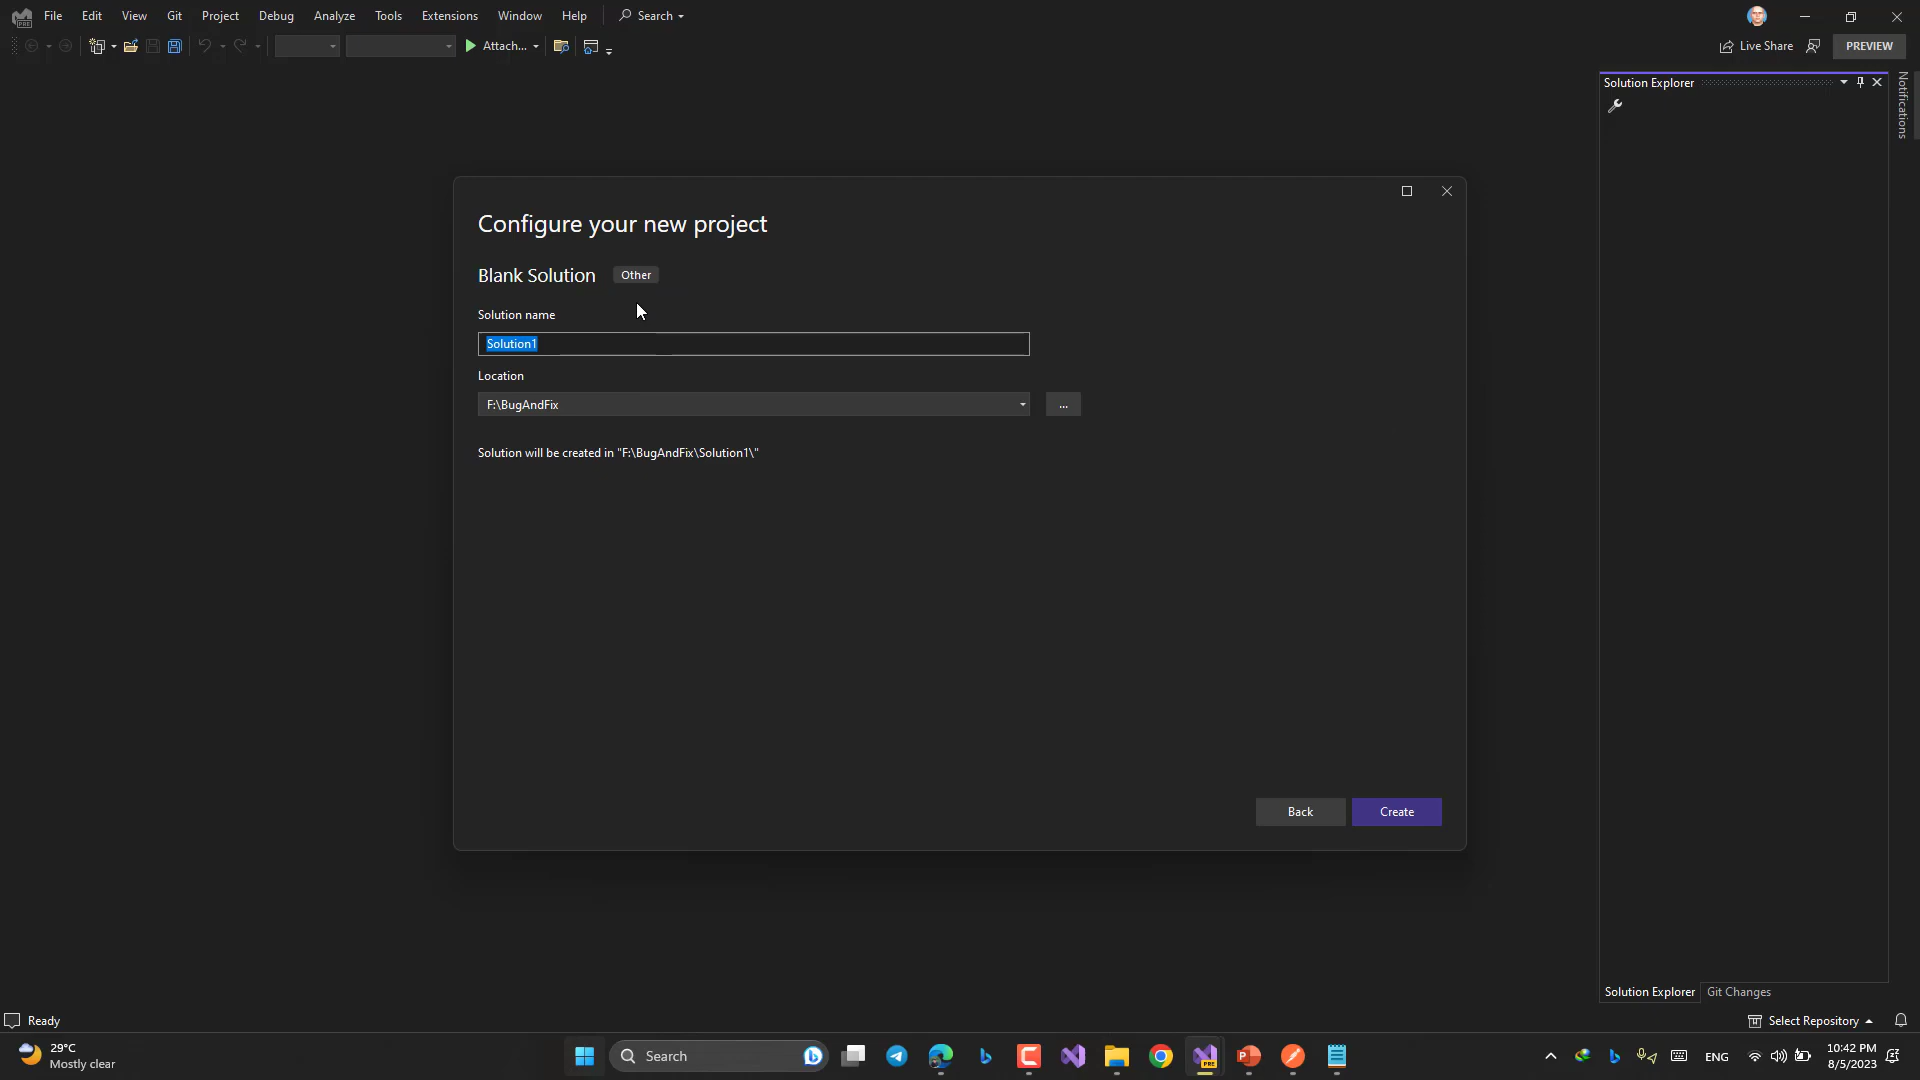 File Edit View Git Project Debug Analyze Tools Extensions Window Help Search
Attach...
Live Share PREVIEW
Solution Explorer
Notifications
Configure your new project
Blank Solution Other
Solution name
Solution1
Location
F:\BugAndFix
...
Solution will be created in "F:\BugAndFix\Solution1\"
Back Create
Solution Explorer Git Changes
Ready
Select Repository
29°C
Mostly clear
Search
ENG
10:42 PM
8/5/2023